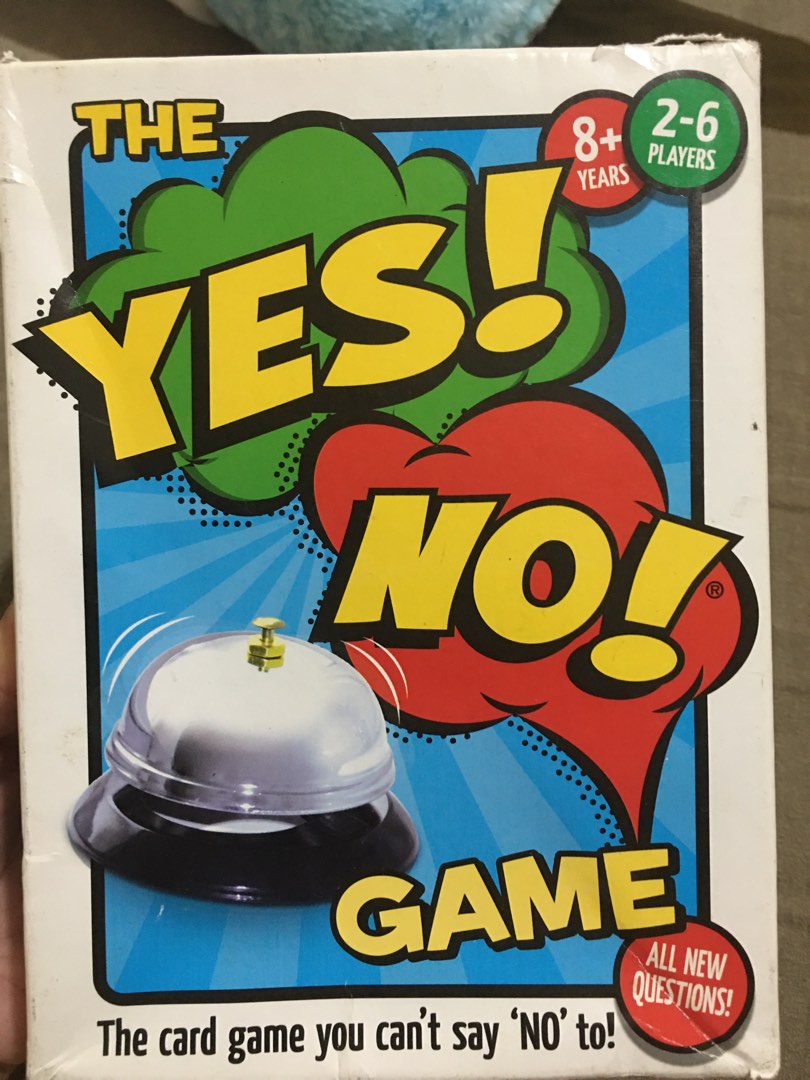 THE
8+
YEARS
2-6
PLAYERS
YES!
NO!
®
GAME
ALL NEW
QUESTIONS!
The card game you can't say 'NO' to!